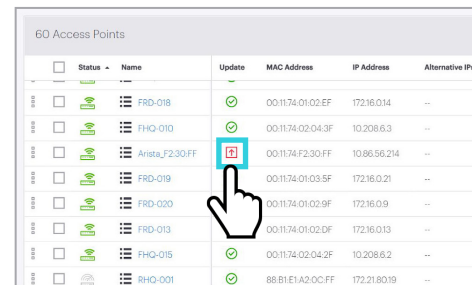 60 Access Points
Status Name Update MAC Address IP Address Alternative IPv
FRD-018 00:11:74:01:02:EF 172.16.0.14 --
FHQ-010 00:11:74:02:04:3F 10.208.6.3 --
Arista_F2:30:FF 00:11:74:F2:30:FF 10.86.56.214 --
FRD-019 00:11:74:01:03:5F 172.16.0.21 --
FRD-020 00:11:74:01:02:9F 172.16.0.9 --
FRD-013 00:11:74:01:02:DF 172.16.0.13 --
FHQ-015 00:11:74:02:04:2F 10.208.6.2 --
RHQ-001 88:B1:E1:A2:0C:FF 172.21.80.19 --